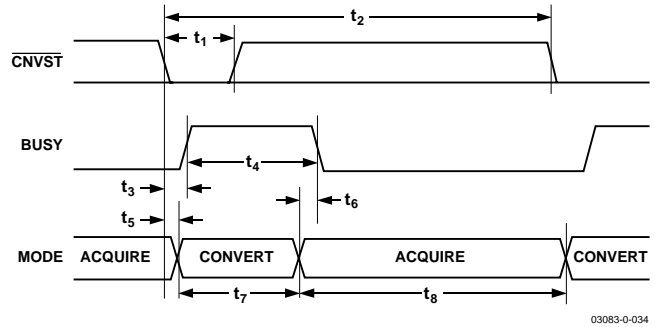 t2
t1
CNVST
BUSY
t4
t3
t6
t5
MODE ACQUIRE CONVERT ACQUIRE CONVERT
t7 t8
03083-0-034